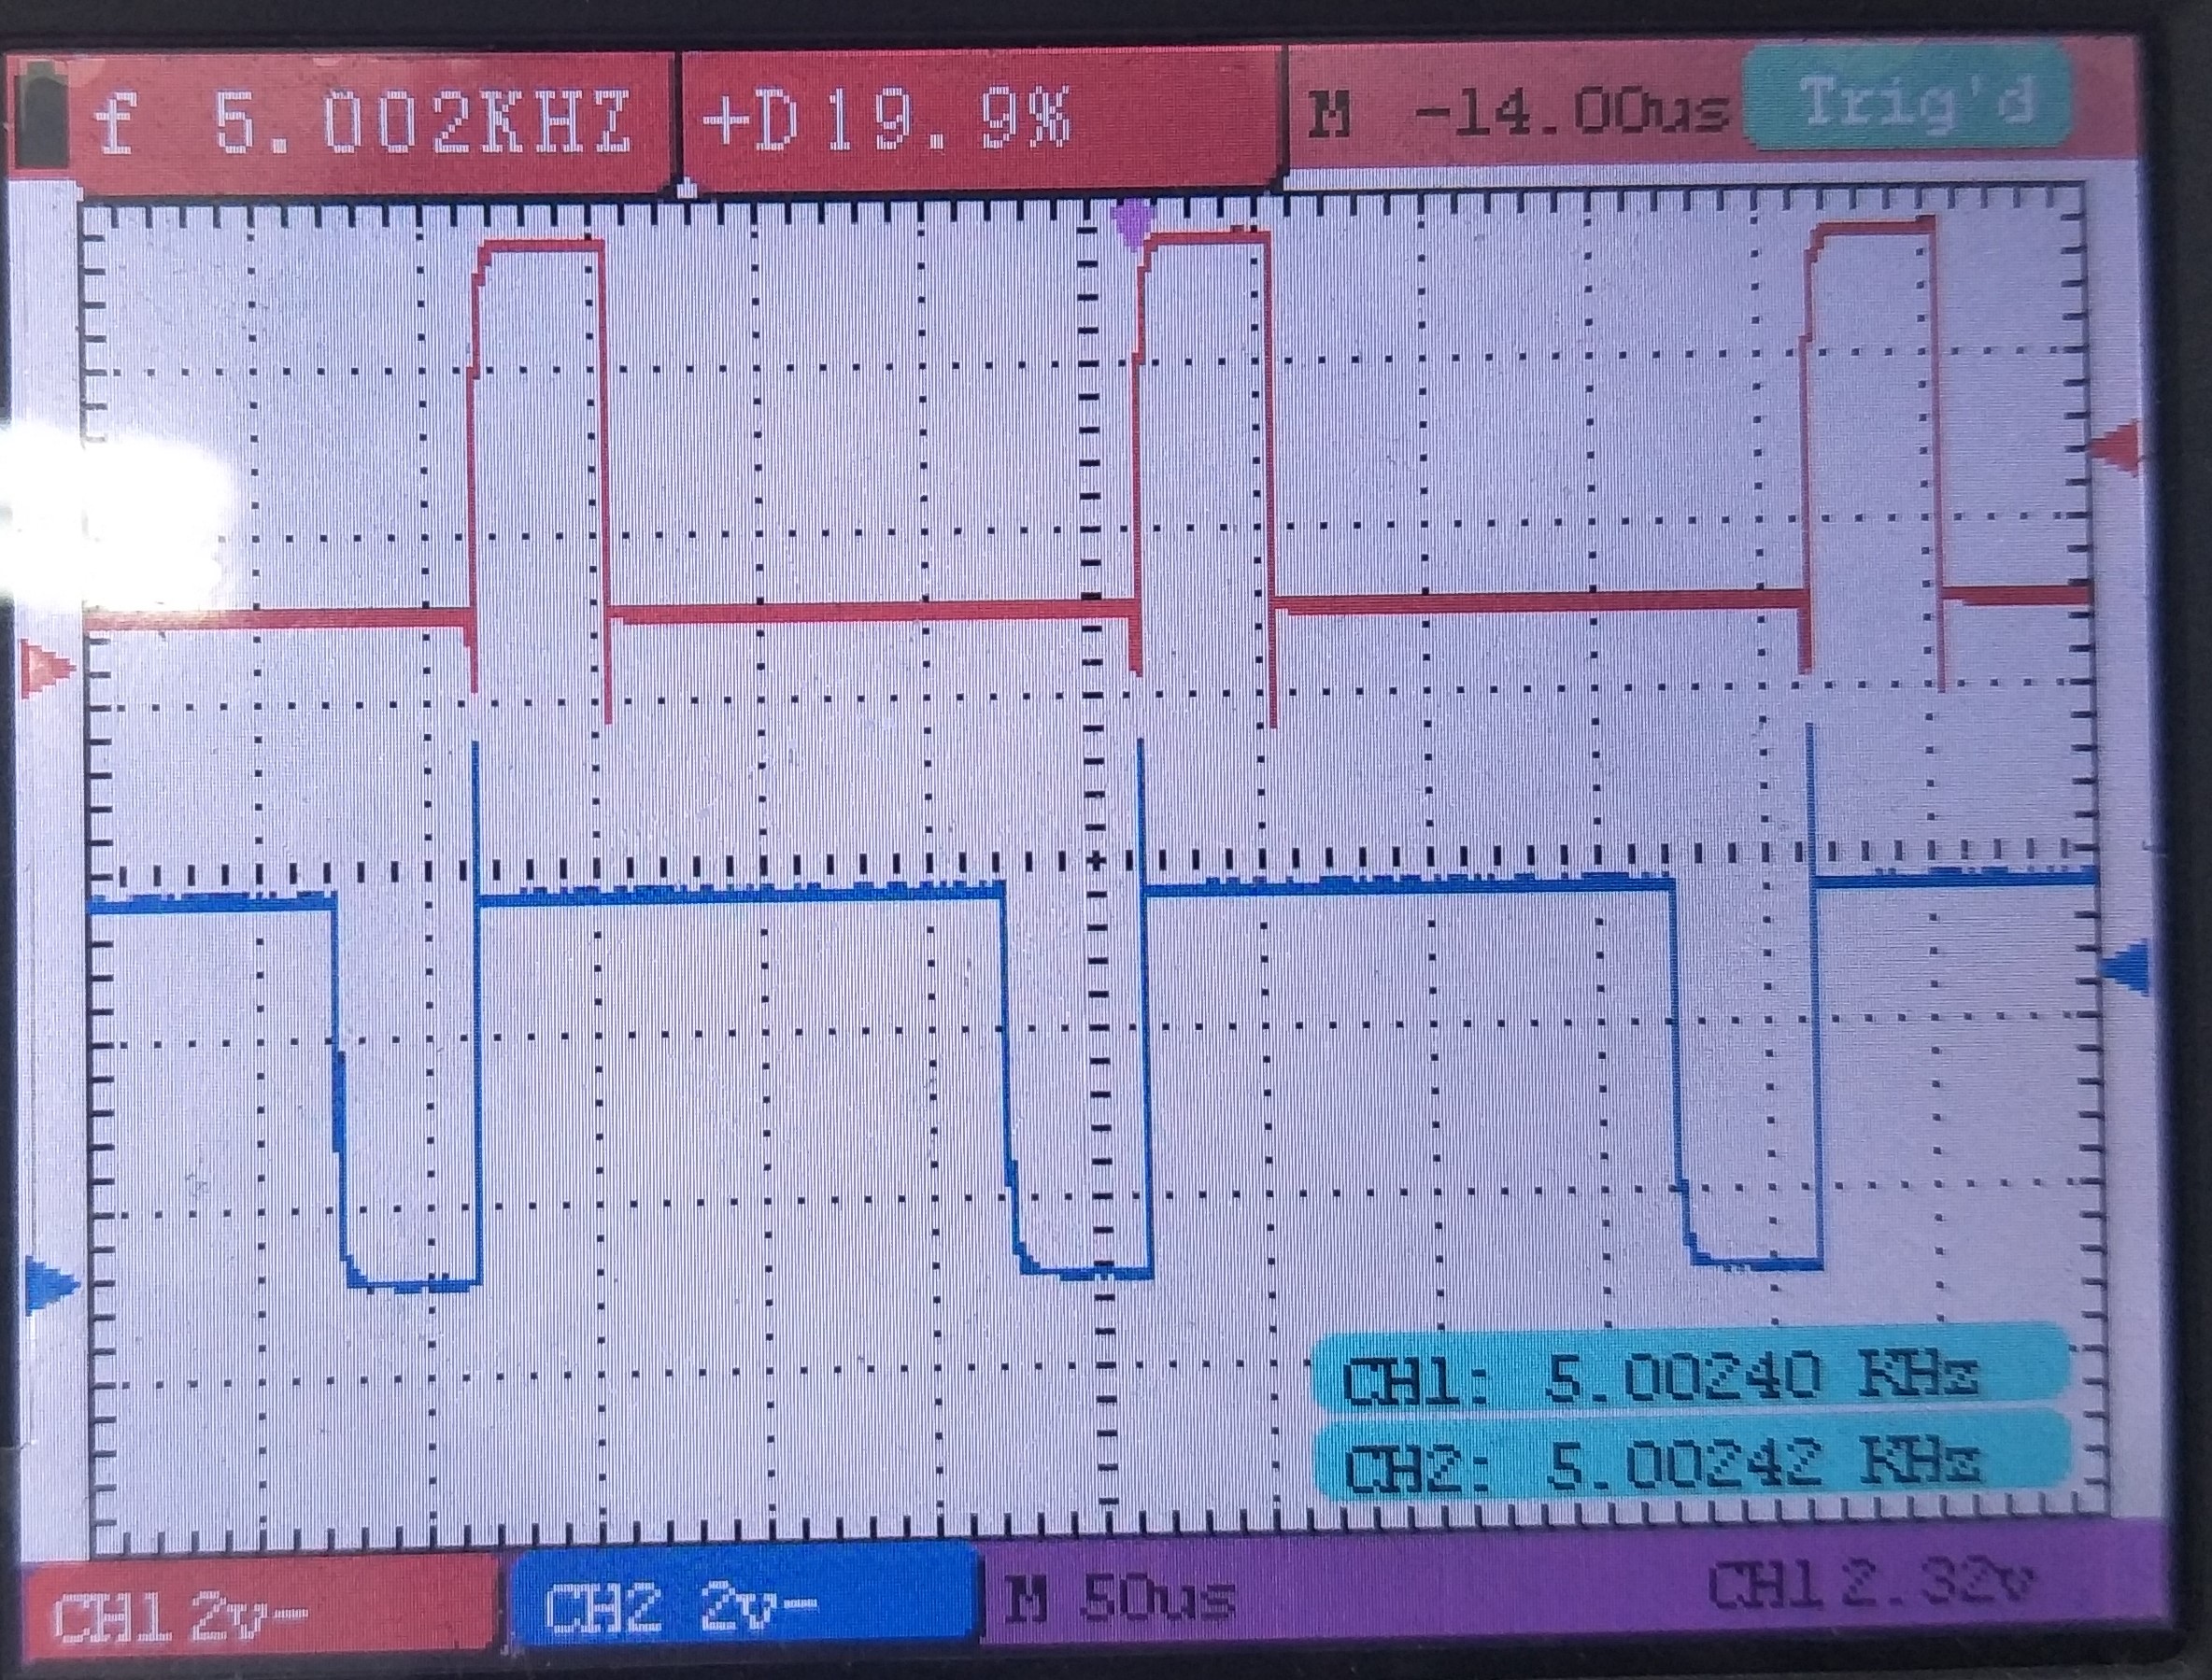 f 5.002KHZ +D19.9% M -14.00us Trig'd
CH1: 5.00240 KHz
CH2: 5.00242 KHz
CH1 2v- CH2 2v- M 50us CH1 2.32v